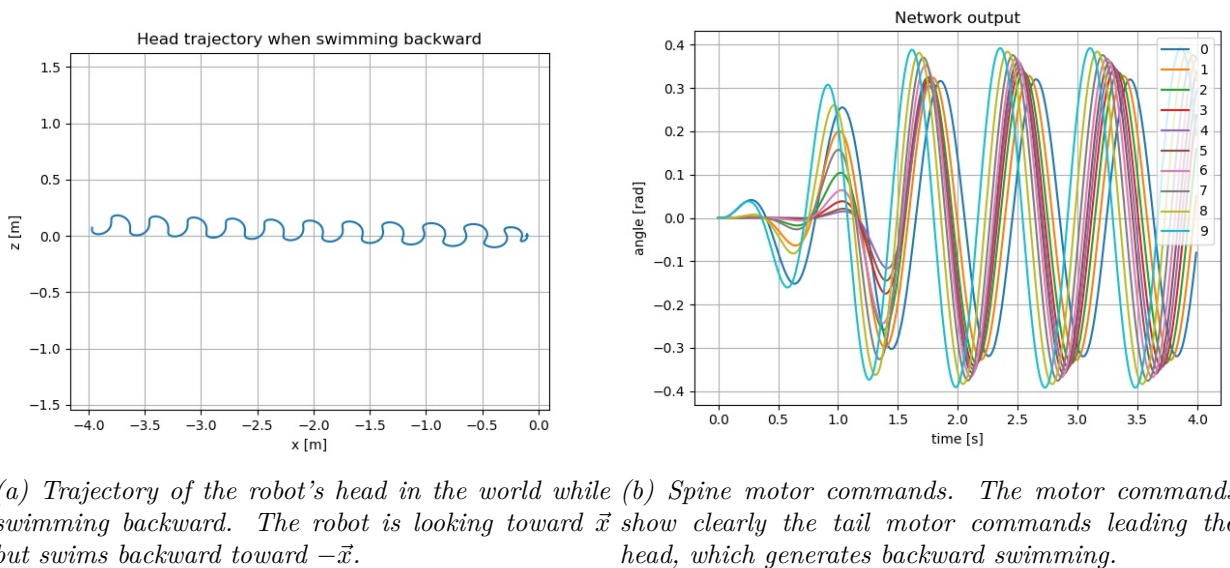 Head trajectory when swimming backward
1.5
1.0
0.5
0.0
−0.5
−1.0
−1.5
z [m]
−4.0 −3.5 −3.0 −2.5 −2.0 −1.5 −1.0 −0.5 0.0
x [m]
Network output
0.4
0.3
0.2
0.1
0.0
−0.1
−0.2
−0.3
−0.4
angle [rad]
0.0 0.5 1.0 1.5 2.0 2.5 3.0 3.5 4.0
time [s]
0
1
2
3
4
5
6
7
8
9
(a) Trajectory of the robot's head in the world while
swimming backward. The robot is looking toward x⃗
but swims backward toward −x⃗.
(b) Spine motor commands. The motor commands
show clearly the tail motor commands leading the
head, which generates backward swimming.